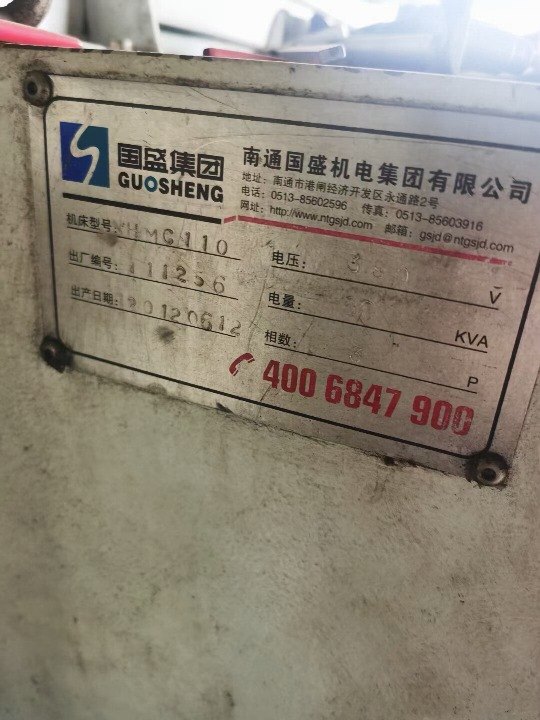 国盛集团
GUOSHENG
南通国盛机电集团有限公司
地址：南通市港闸经济开发区永通路2号
电话：0513-85602596 传真：0513-85603916
网址：http://www.ntgsjd.com 邮箱：gsjd@ntgsjd.com
机床型号：HMC110
出厂编号：111256
出产日期：20120612
电压： V
电量： KVA
相数： P
400 6847 900